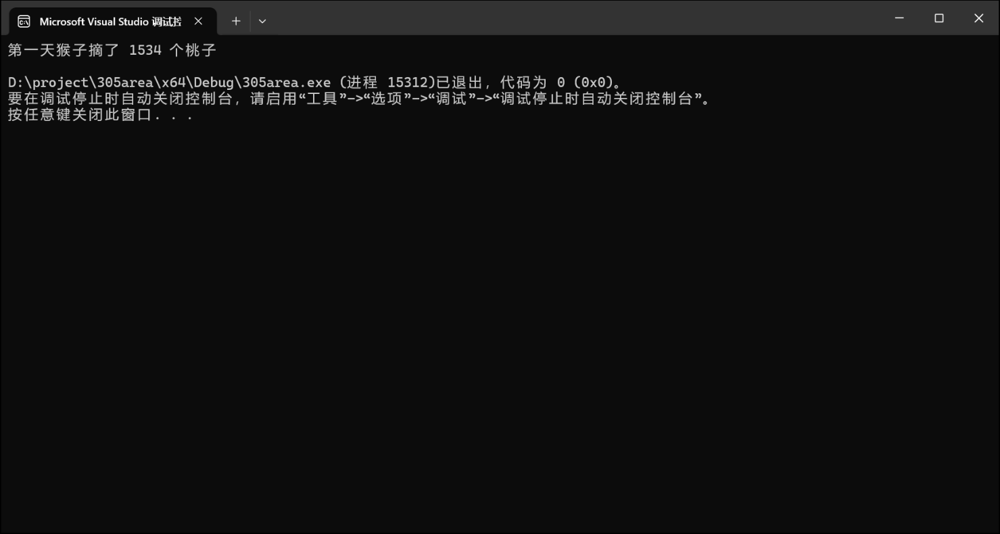 Microsoft Visual Studio 调试
第一天猴子摘了 1534 个桃子
D:\project\305area\x64\Debug\305area.exe (进程 15312)已退出，代码为 0 (0x0)。
要在调试停止时自动关闭控制台，请启用“工具”->“选项”->“调试”->“调试停止时自动关闭控制台”。
按任意键关闭此窗口. . .